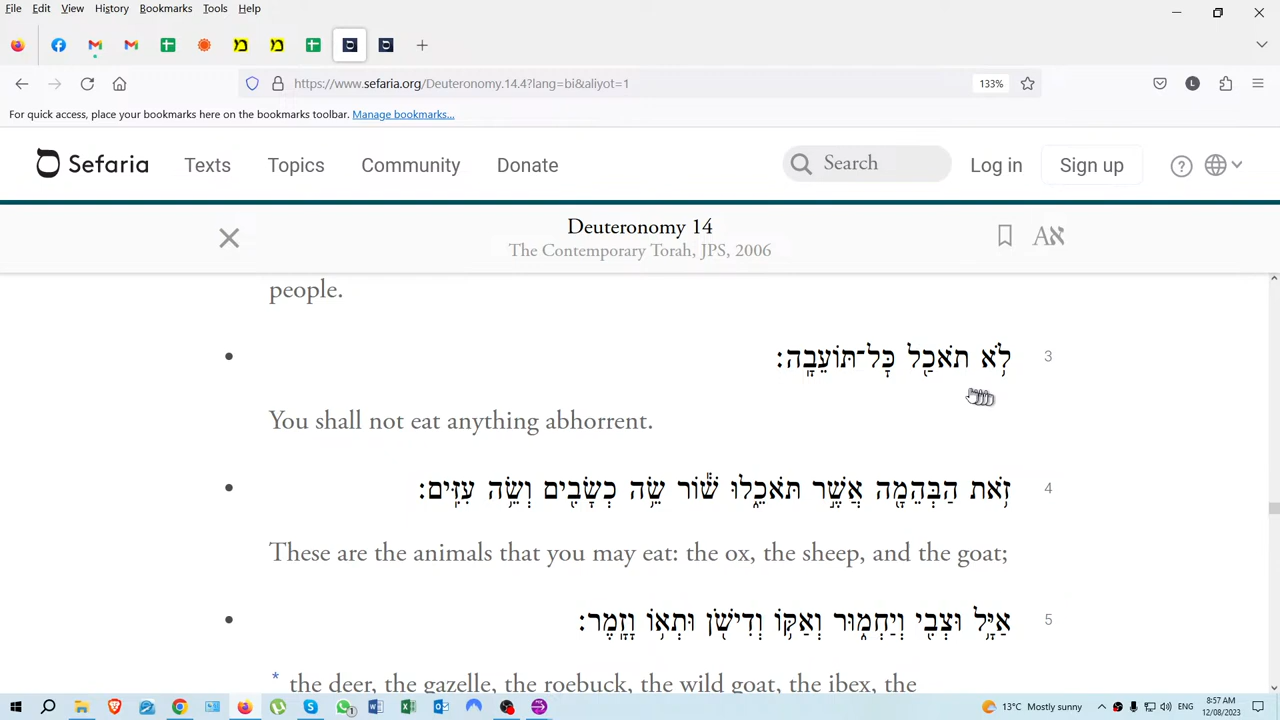 File Edit View History Bookmarks Tools Help
https://www.sefaria.org/Deuteronomy.14.4?lang=bi&aliyot=1
133%
For quick access, place your bookmarks here on the bookmarks toolbar. Manage bookmarks...
Sefaria Texts Topics Community Donate Search Log in Sign up
Deuteronomy 14
The Contemporary Torah, JPS, 2006
people.
לֹ֥א תֹאכַ֖ל כָּל־תּוֹעֵבָֽה׃
3
You shall not eat anything abhorrent.
זֹ֥את הַבְּהֵמָ֖ה אֲשֶׁ֣ר תֹּאכֵ֑לוּ שׁ֕וֹר שֵׂ֥ה כְשָׂבִ֖ים וְשֵׂ֥ה עִזִּֽים׃
4
These are the animals that you may eat: the ox, the sheep, and the goat;
אַיָּ֥ל וּצְבִ֖י וְיַחְמ֑וּר וְאַקּ֥וֹ וְדִישֹׁ֖ן וּתְא֥וֹ וָזָֽמֶר׃
5
* the deer, the gazelle, the roebuck, the wild goat, the ibex, the
13°C Mostly sunny
ENG
8:57 AM
12/08/2023